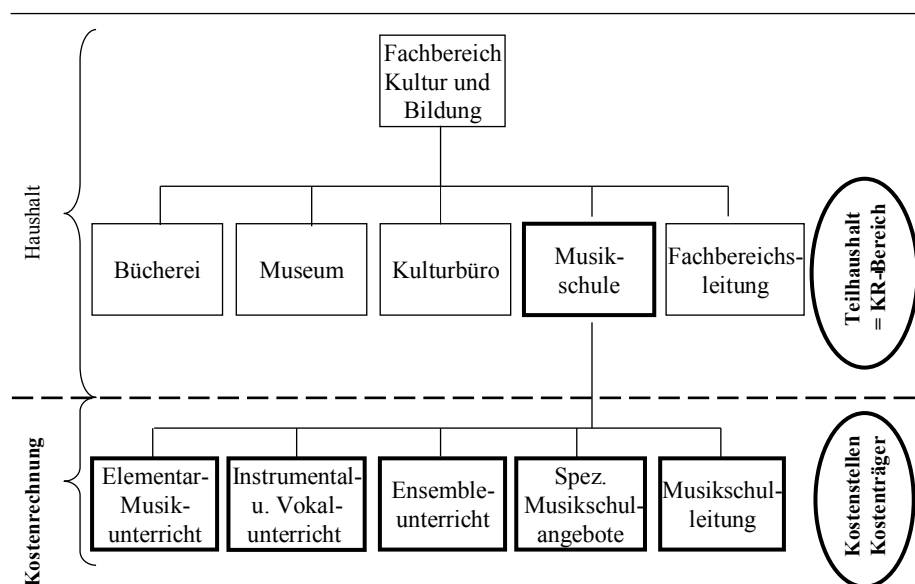 Fachbereich
Kultur und
Bildung
Haushalt
Bücherei
Museum
Kulturbüro
Musik-
schule
Fachbereichs-
leitung
Teilhaushalt
= KR-Bereich
Kostenrechnung
Elementar-
Musik-
unterricht
Instrumental-
u. Vokal-
unterricht
Ensemble-
unterricht
Spez.
Musikschul-
angebote
Musikschul-
leitung
Kostenstellen
Kostenträger